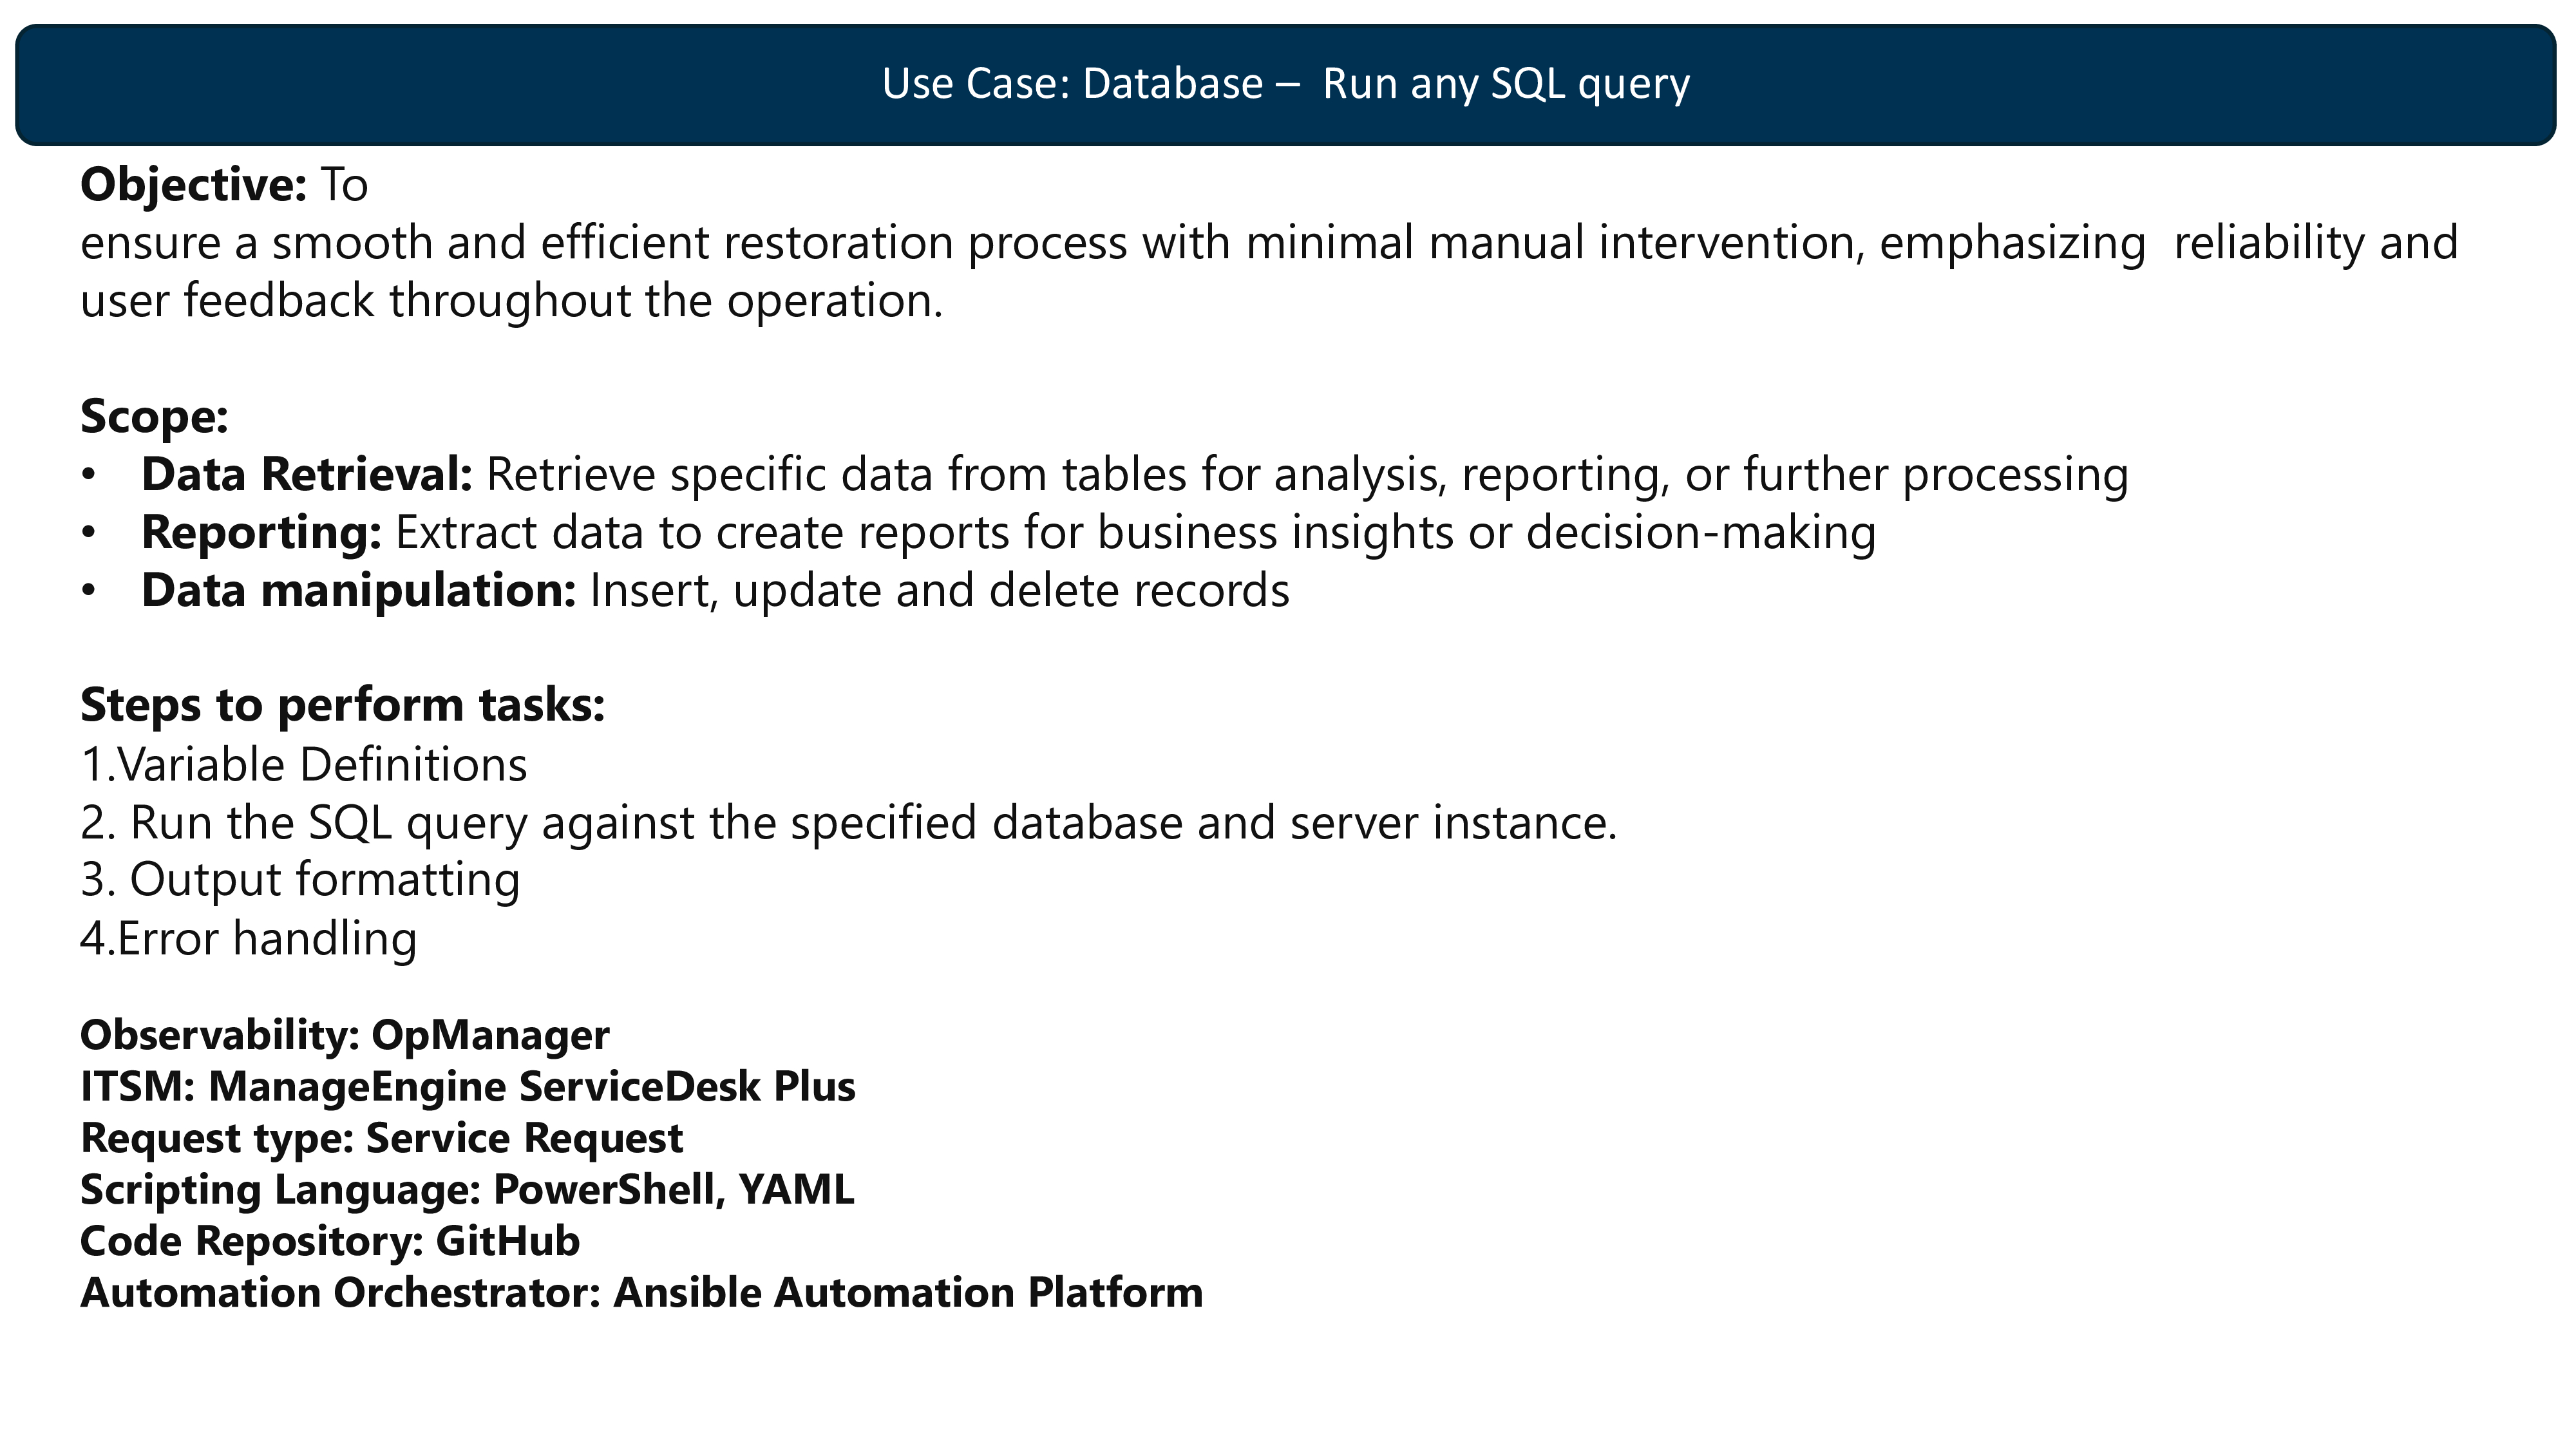 Use Case: Database –  Run any SQL query
Objective: To
ensure a smooth and efficient restoration process with minimal manual intervention, emphasizing  reliability and
user feedback throughout the operation.
Scope:
• Data Retrieval: Retrieve specific data from tables for analysis, reporting, or further processing
• Reporting: Extract data to create reports for business insights or decision-making
• Data manipulation: Insert, update and delete records
Steps to perform tasks:
1.Variable Definitions
2. Run the SQL query against the specified database and server instance.
3. Output formatting
4.Error handling
Observability: OpManager
ITSM: ManageEngine ServiceDesk Plus
Request type: Service Request
Scripting Language: PowerShell, YAML
Code Repository: GitHub
Automation Orchestrator: Ansible Automation Platform